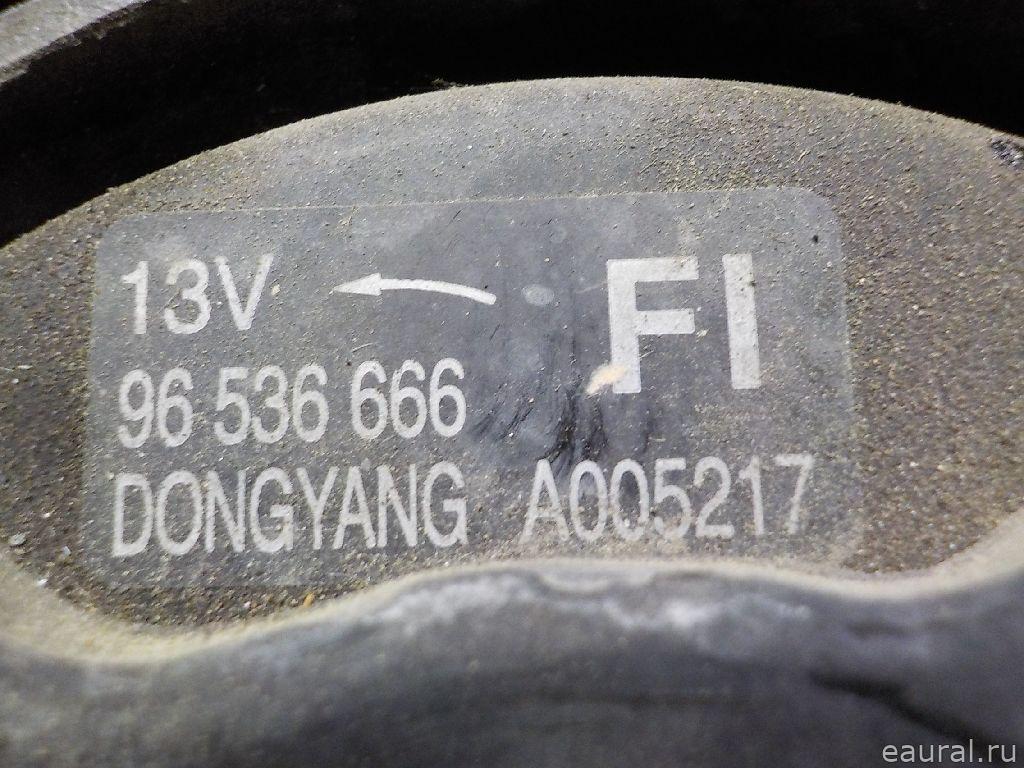 13V FI
96 536 666
DONGYANG A005217
eaural.ru